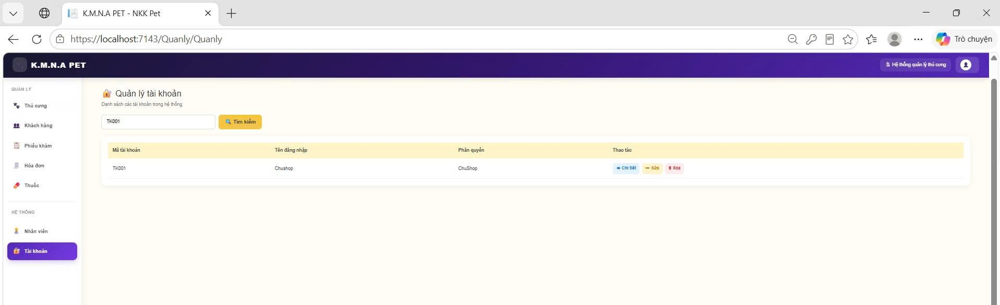 K.M.N.A PET - NKK Pet
https://localhost:7143/Quanly/Quanly
Trò chuyện
K.M.N.A PET
Hệ thống quản lý thú cưng
QUẢN LÝ
Thú cưng
Khách hàng
Phiếu khám
Hóa đơn
Thuốc
HỆ THỐNG
Nhân viên
Tài khoản
Quản lý tài khoản
Danh sách các tài khoản trong hệ thống
TK001
Tìm kiếm
Mã tài khoản Tên đăng nhập Phân quyền Thao tác
TK001 Chushop ChuShop Chi tiết Sửa Xóa